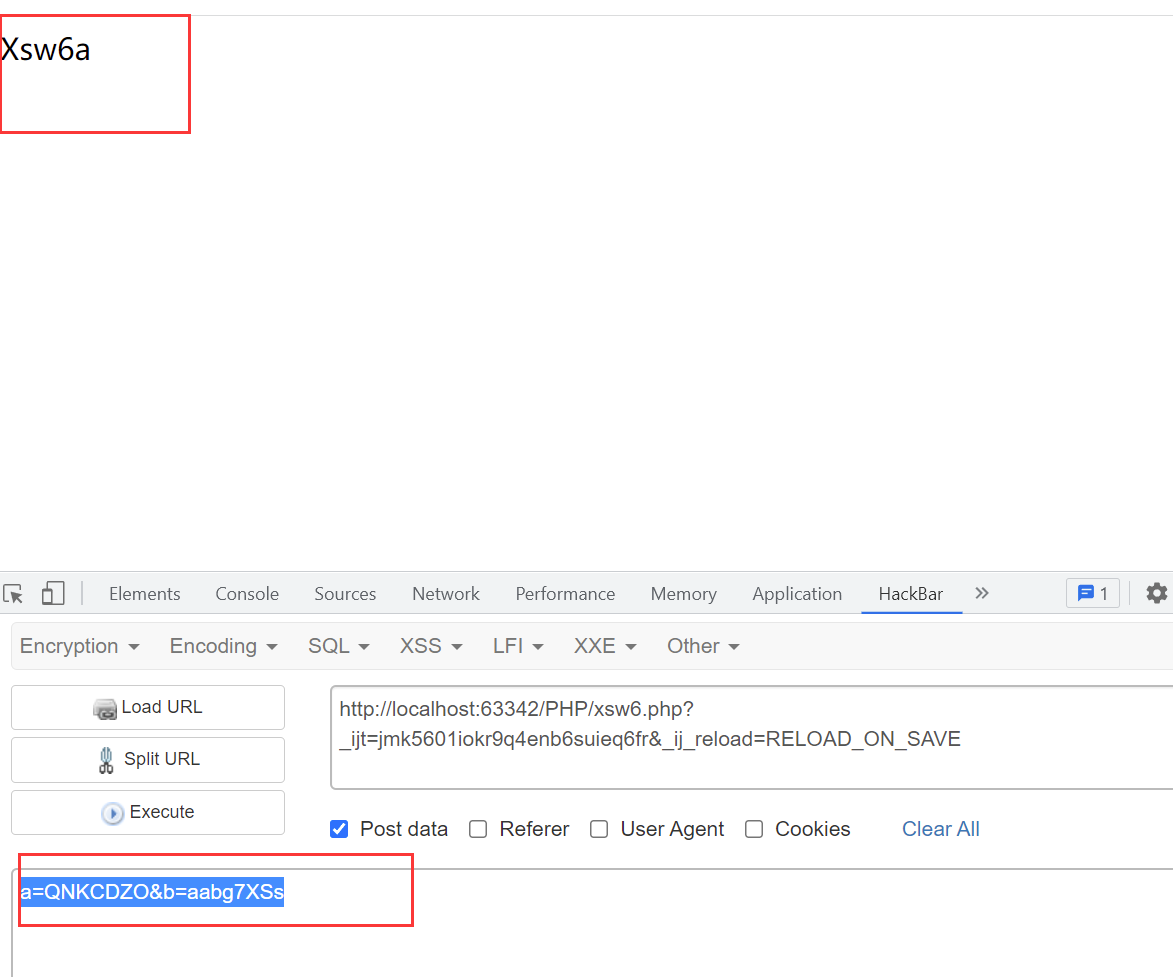 Xsw6a
Elements Console Sources Network Performance Memory Application HackBar 1
Encryption Encoding SQL XSS LFI XXE Other
Load URL
Split URL
Execute
http://localhost:63342/PHP/xsw6.php?
_ijt=jmk5601iokr9q4enb6suieq6fr&_ij_reload=RELOAD_ON_SAVE
Post data Referer User Agent Cookies Clear All
a=QNKCDZO&b=aabg7XSs